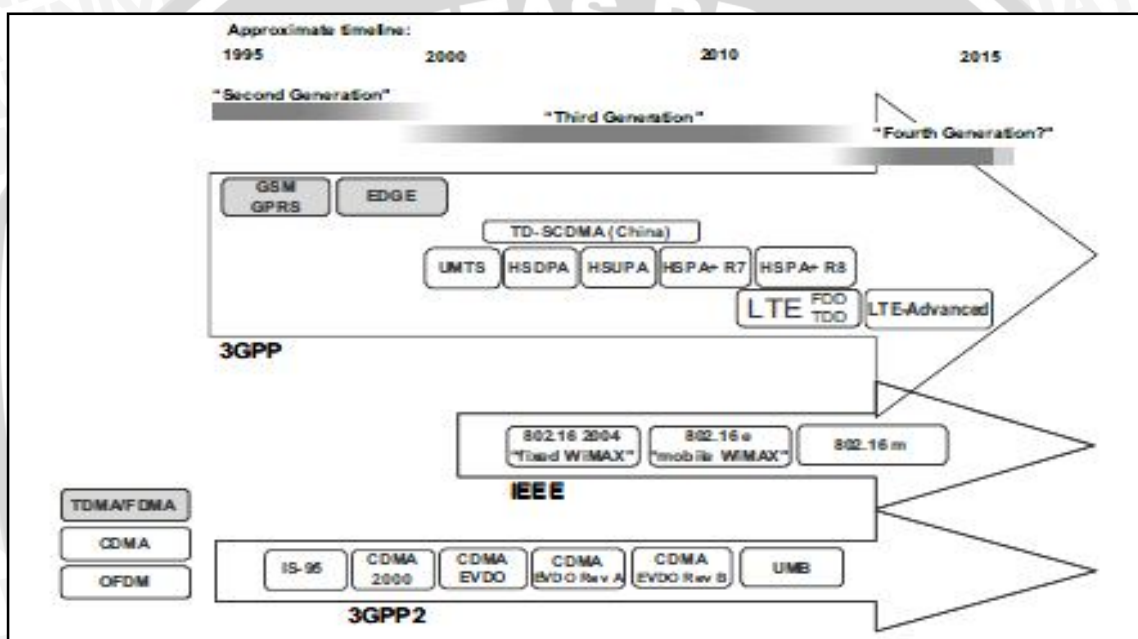 Approximate timeline:
1995 2000 2010 2015
"Second Generation"
"Third Generation"
"Fourth Generation?"
GSM
GPRS
EDGE
TD-SCDMA (China)
UMTS
HSDPA
HSUPA
HSPA+ R7
HSPA+ R8
LTE FDD
TDD
LTE-Advanced
3GPP
802.16 2004
"fixed WiMAX"
802.16e
"mobile WiMAX"
802.16m
IEEE
TDMA/FDMA
CDMA
OFDM
IS-95
CDMA
2000
CDMA
EVDO
CDMA
EVDO Rev A
CDMA
EVDO Rev B
UMB
3GPP2